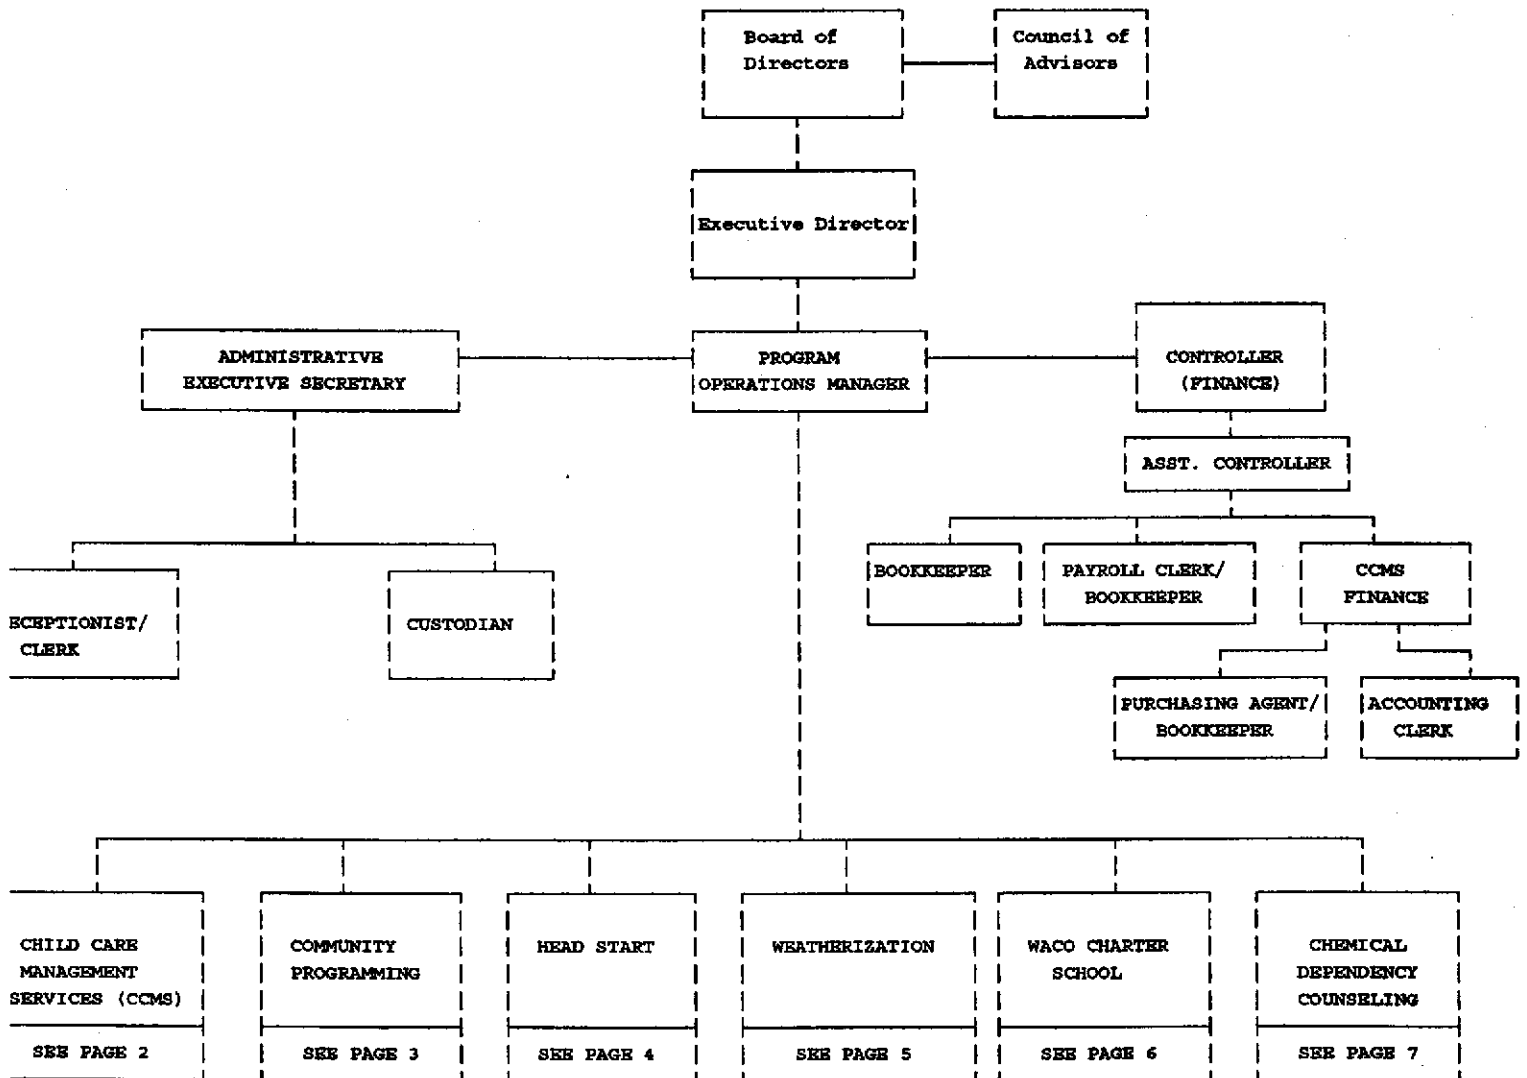 Board of
Directors
Council of
Advisors
Executive Director
ADMINISTRATIVE
EXECUTIVE SECRETARY
PROGRAM
OPERATIONS MANAGER
CONTROLLER
(FINANCE)
ASST. CONTROLLER
BOOKKEEPER
PAYROLL CLERK/
BOOKKEEPER
CCMS
FINANCE
ECEPTIONIST/
CLERK
CUSTODIAN
PURCHASING AGENT/
BOOKKEEPER
ACCOUNTING
CLERK
CHILD CARE
MANAGEMENT
SERVICES (CCMS)
SEE PAGE 2
COMMUNITY
PROGRAMMING
SEE PAGE 3
HEAD START
SEE PAGE 4
WEATHERIZATION
SEE PAGE 5
WACO CHARTER
SCHOOL
SEE PAGE 6
CHEMICAL
DEPENDENCY
COUNSELING
SEE PAGE 7